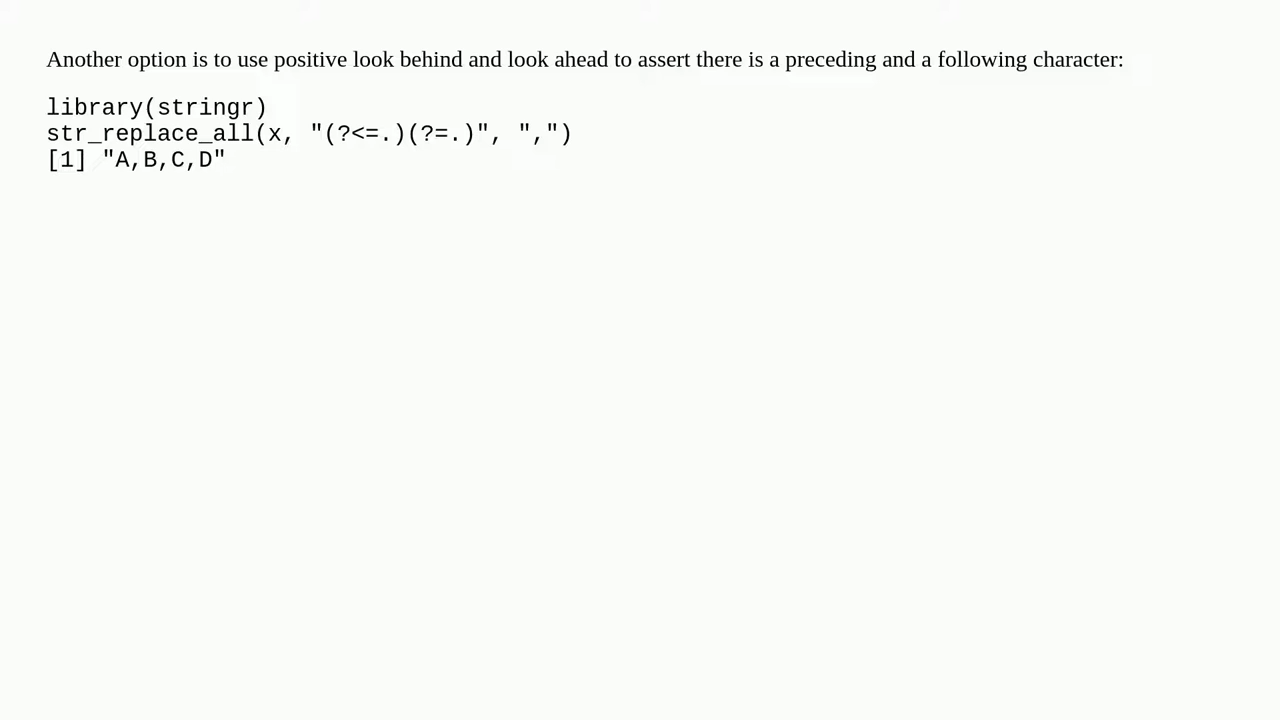 Another option is to use positive look behind and look ahead to assert there is a preceding and a following character:
library(stringr)
str_replace_all(x, "(?<=.)(?=.)", ",")
[1] "A,B,C,D"